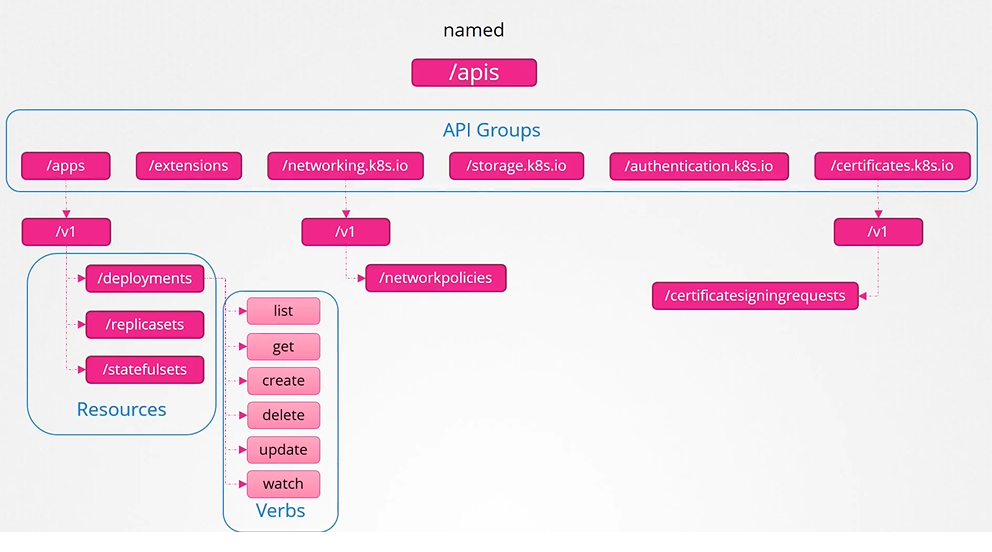 named
/apis
API Groups
/apps
/extensions
/networking.k8s.io
/storage.k8s.io
/authentication.k8s.io
/certificates.k8s.io
/v1
/v1
/v1
/deployments
/replicasets
/statefulsets
Resources
list
get
create
delete
update
watch
Verbs
/networkpolicies
/certificatesigningrequests